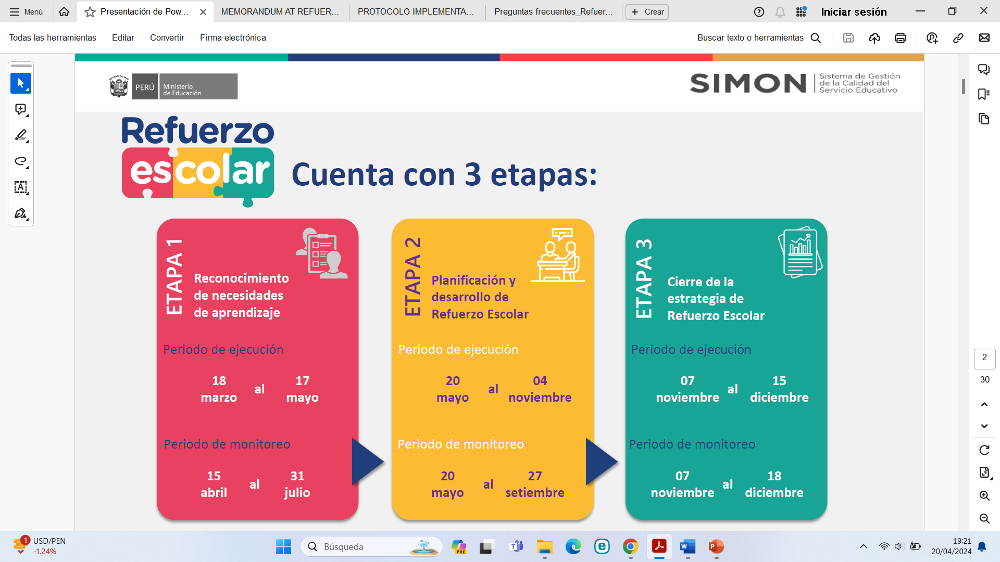 Menú
Presentación de Pow...
MEMORANDUM AT REFUER...
PROTOCOLO IMPLEMENTA...
Preguntas frecuentes_Refuer...
Crear
Iniciar sesión
Todas las herramientas
Editar
Convertir
Firma electrónica
Buscar texto o herramientas
PERÚ
Ministerio
de Educación
SIMON
Sistema de Gestión
de la Calidad del
Servicio Educativo
Refuerzo
escolar
Cuenta con 3 etapas:
ETAPA 1
Reconocimiento
de necesidades
de aprendizaje
Periodo de ejecución
18 marzo al 17 mayo
Periodo de monitoreo
15 abril al 31 julio
ETAPA 2
Planificación y
desarrollo de
Refuerzo Escolar
Periodo de ejecución
20 mayo al 04 noviembre
Periodo de monitoreo
20 mayo al 27 setiembre
ETAPA 3
Cierre de la
estrategia de
Refuerzo Escolar
Periodo de ejecución
07 noviembre al 15 diciembre
Periodo de monitoreo
07 noviembre al 18 diciembre
2
30
1
USD/PEN
-1.24%
Búsqueda
PRE
19:21
20/04/2024